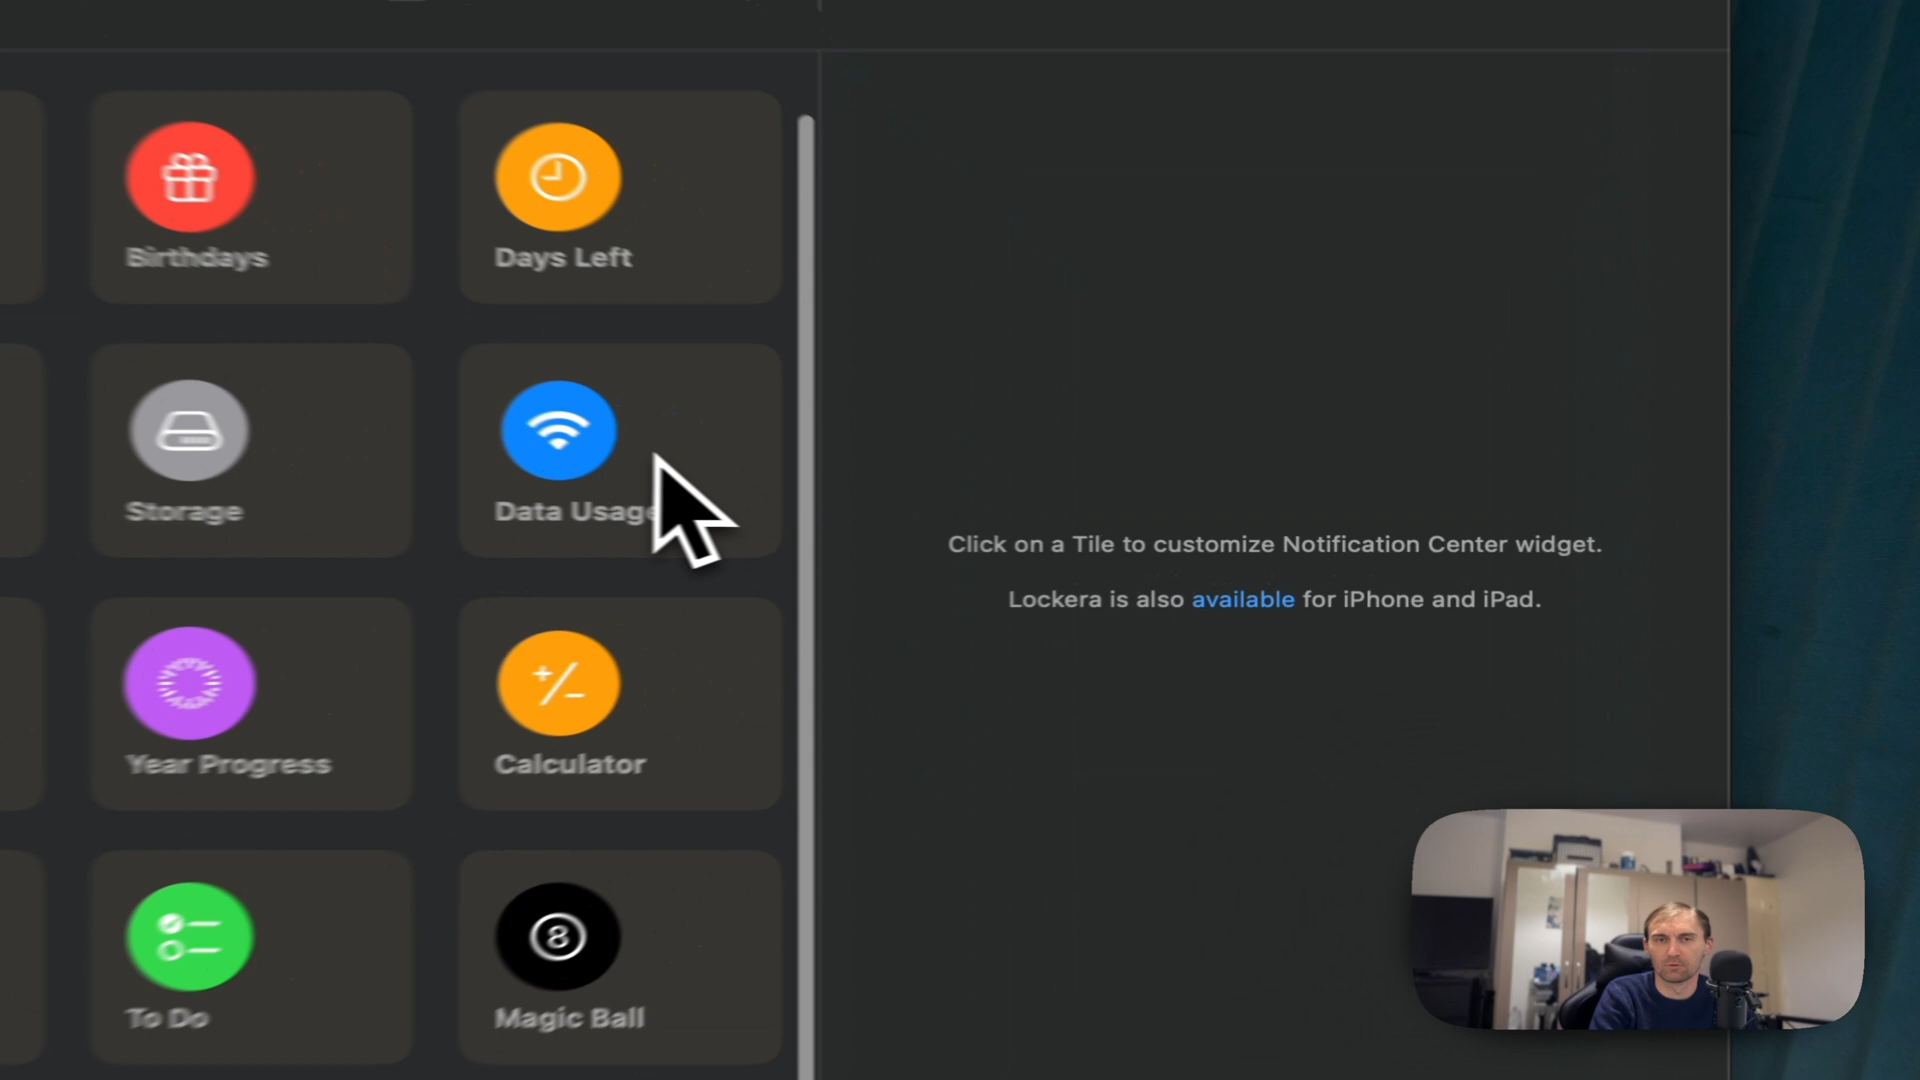 Birthdays
Days Left
Storage
Data Usage
Year Progress
Calculator
To Do
8
Magic Ball
Click on a Tile to customize Notification Center widget.
Lockera is also available for iPhone and iPad.